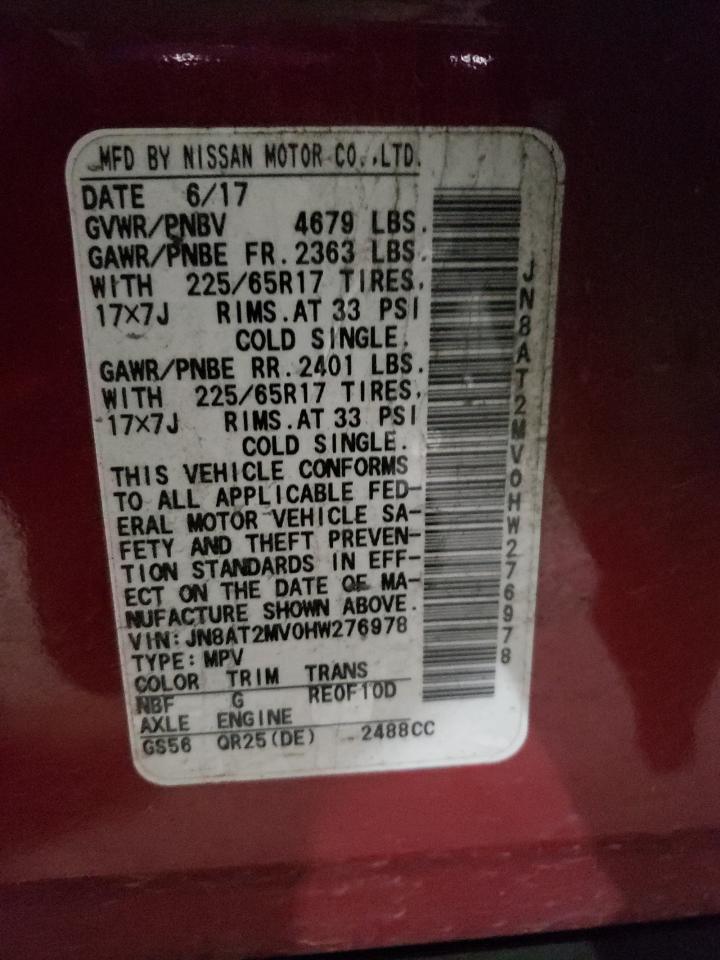 MFD BY NISSAN MOTOR CO.,LTD.
DATE 6/17
GVWR/PNBV 4679 LBS.
GAWR/PNBE FR. 2363 LBS.
WITH 225/65R17 TIRES.
17×7J RIMS.AT 33 PSI
COLD SINGLE.
GAWR/PNBE RR. 2401 LBS.
WITH 225/65R17 TIRES.
17×7J RIMS.AT 33 PSI
COLD SINGLE.
THIS VEHICLE CONFORMS
TO ALL APPLICABLE FED-
ERAL MOTOR VEHICLE SA-
FETY AND THEFT PREVEN-
TION STANDARDS IN EFF-
ECT ON THE DATE OF MA-
NUFACTURE SHOWN ABOVE.
VIN:JN8AT2MV0HW276978
TYPE:MPV
COLOR TRIM TRANS
NBF G RE0F10D
AXLE ENGINE
GS56 QR25(DE) 2488CC
JN8AT2MV0HW276978